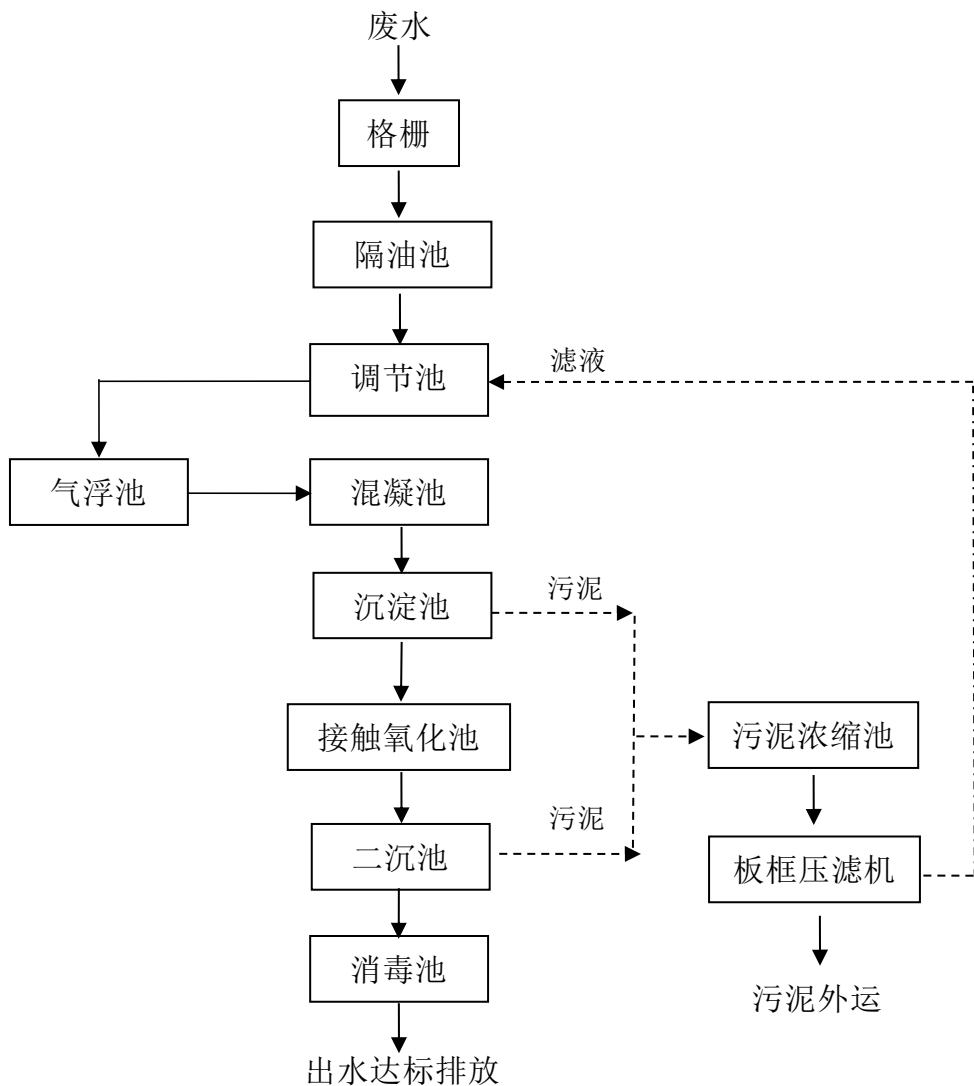 废水
格栅
隔油池
调节池
滤液
气浮池
混凝池
沉淀池
污泥
接触氧化池
污泥浓缩池
二沉池
污泥
板框压滤机
消毒池
污泥外运
出水达标排放